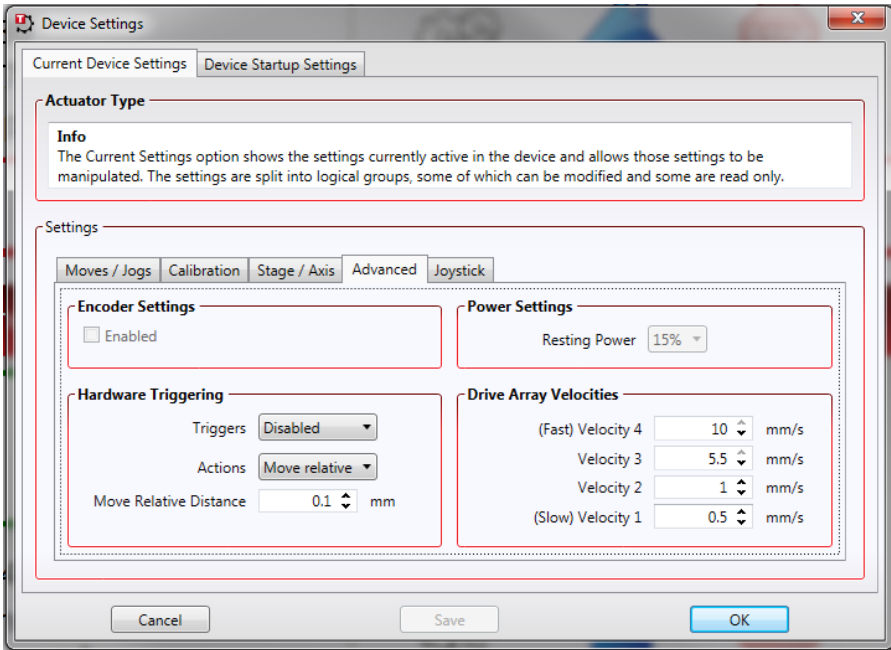 Device Settings
Current Device Settings
Device Startup Settings
Actuator Type
Info
The Current Settings option shows the settings currently active in the device and allows those settings to be
manipulated. The settings are split into logical groups, some of which can be modified and some are read only.
Settings
Moves / Jogs
Calibration
Stage / Axis
Advanced
Joystick
Encoder Settings
Enabled
Power Settings
Resting Power 15%
Hardware Triggering
Triggers Disabled
Actions Move relative
Move Relative Distance 0.1 mm
Drive Array Velocities
(Fast) Velocity 4 10 mm/s
Velocity 3 5.5 mm/s
Velocity 2 1 mm/s
(Slow) Velocity 1 0.5 mm/s
Cancel
Save
OK